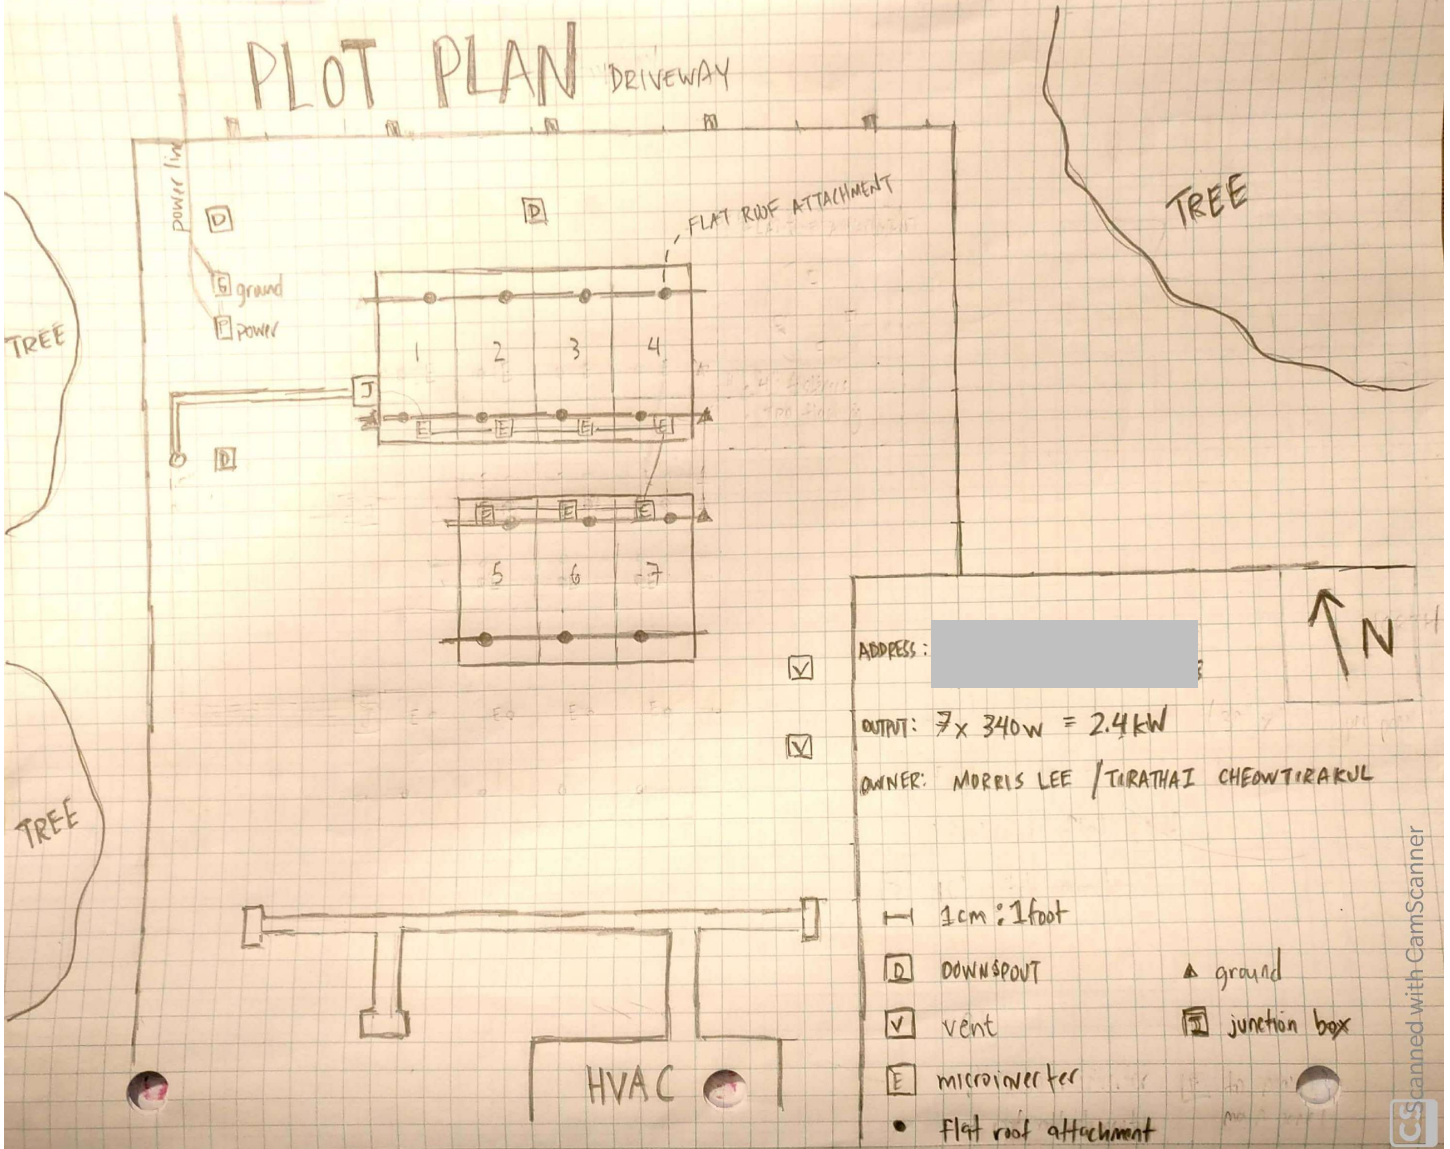 PLOT PLAN
DRIVEWAY
power line
D
D
FLAT ROOF ATTACHMENT
TREE
G ground
P power
TREE
1 2 3 4
J
E E E E
D
E E E
5 6 7
N
ADDRESS:
V
OUTPUT: 7 x 340W = 2.4kW
V
OWNER: MORRIS LEE / TIRATHAI CHEOWTIRAKUL
TREE
1cm : 1foot
D DOWNSPOUT
▲ ground
V vent
J junction box
HVAC
E microinverter
● flat roof attachment
CS Scanned with CamScanner